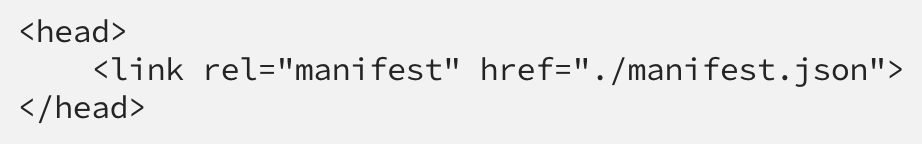 <head>
    <link rel="manifest" href="./manifest.json">
</head>